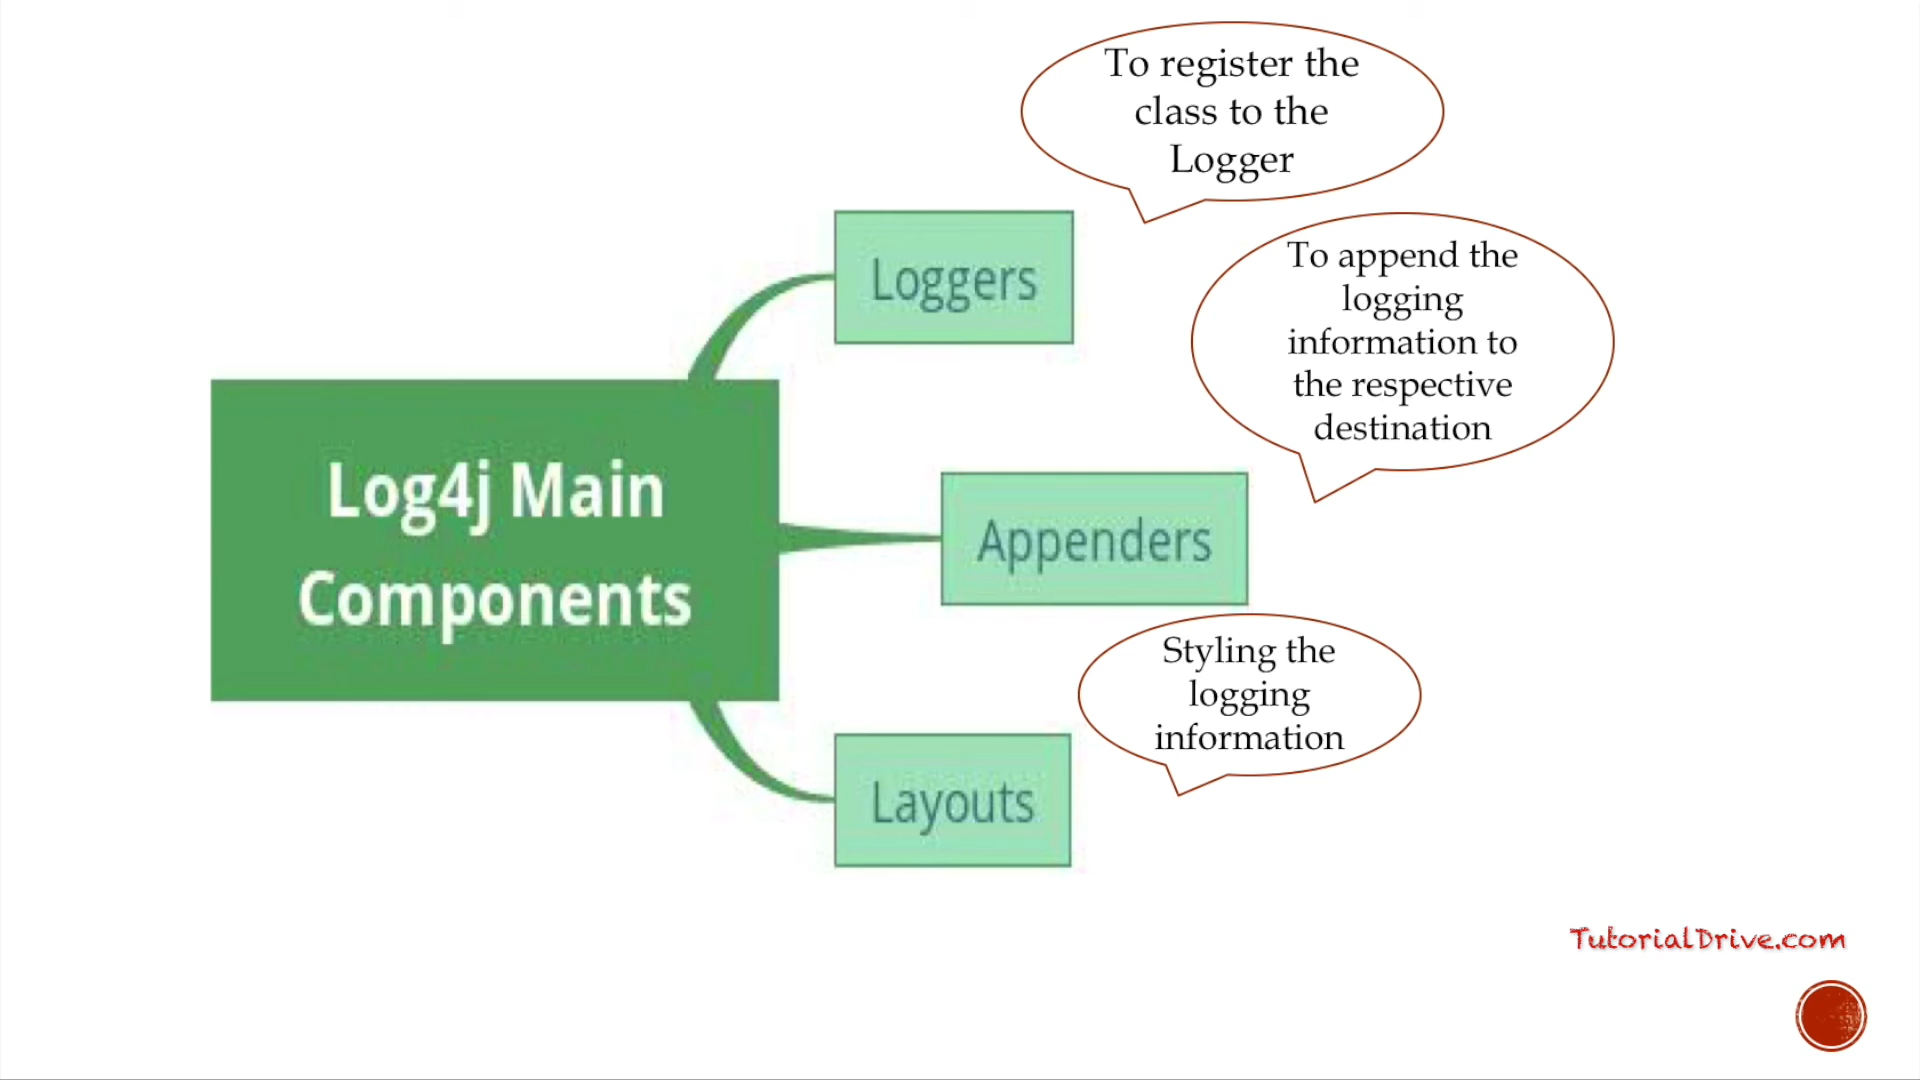 To register the
class to the
Logger
Loggers
To append the
logging
information to
the respective
destination
Log4j Main
Components
Appenders
Styling the
logging
information
Layouts
TutorialDrive.com